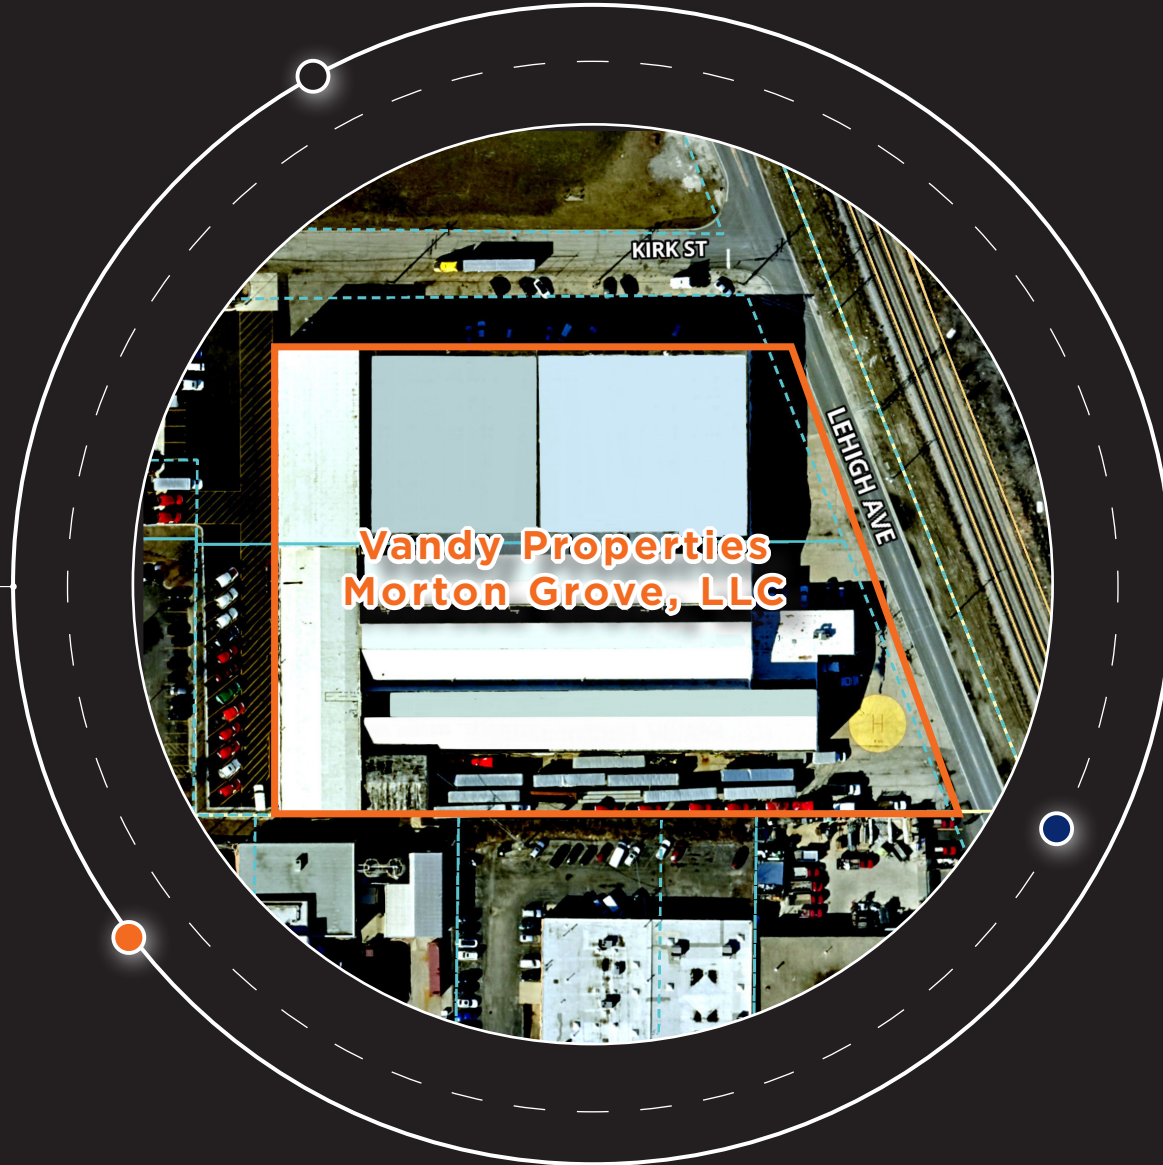 KIRK ST
LEHIGH AVE
Vandy Properties
Morton Grove, LLC
H